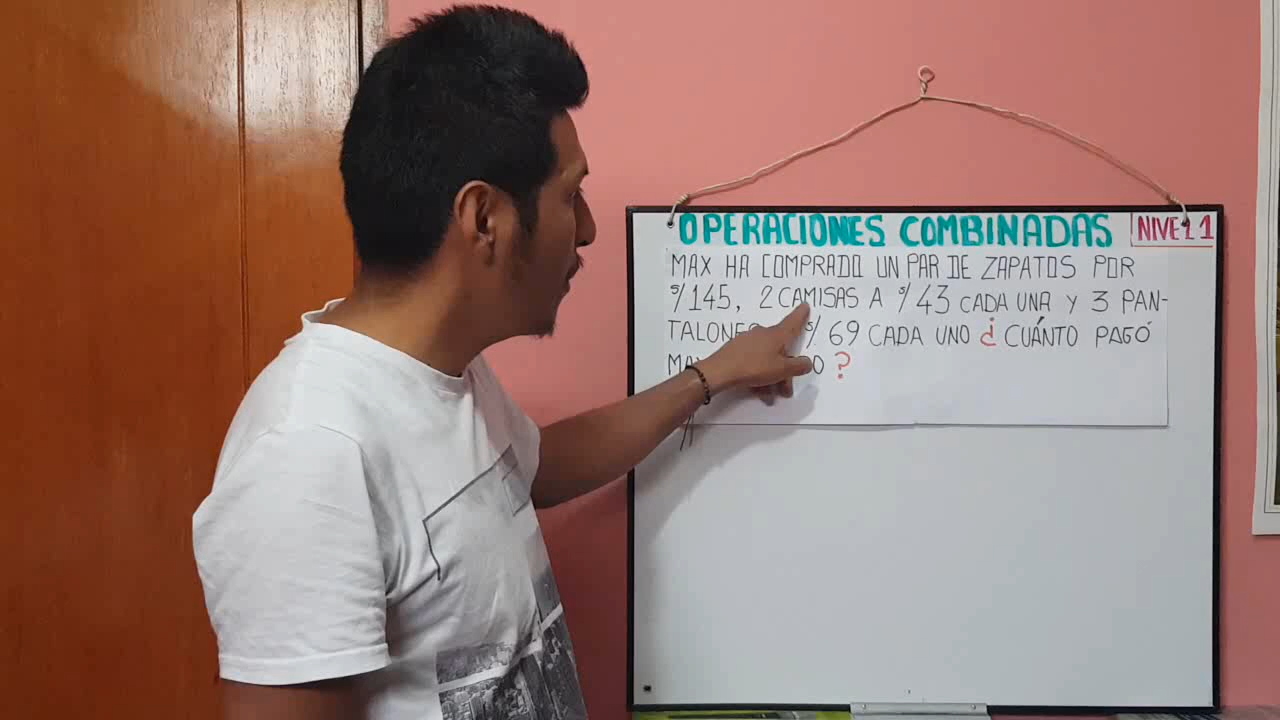 OPERACIONES COMBINADAS NIVEL 1
MAX HA COMPRADO UN PAR DE ZAPATOS POR
S/145, 2 CAMISAS A S/43 CADA UNA Y 3 PAN-
S/ 69 CADA UNO ¿ CUÁNTO PAGÓ
?